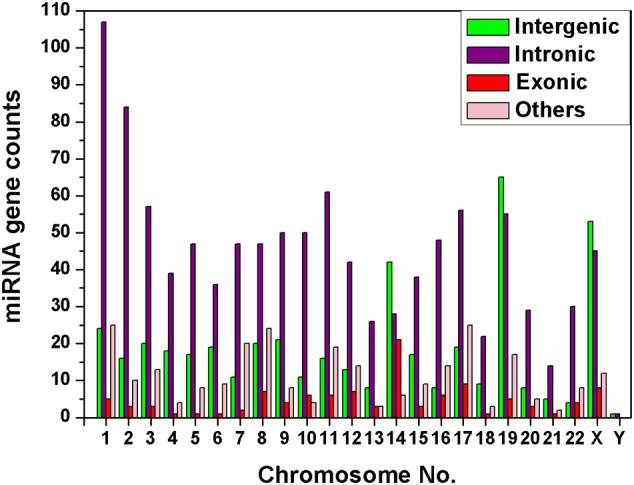 110
100
90
80
70
60
50
40
30
20
10
0
miRNA gene counts
Intergenic
Intronic
Exonic
Others
1 2 3 4 5 6 7 8 9 10 11 12 13 14 15 16 17 18 19 20 21 22 X Y
Chromosome No.